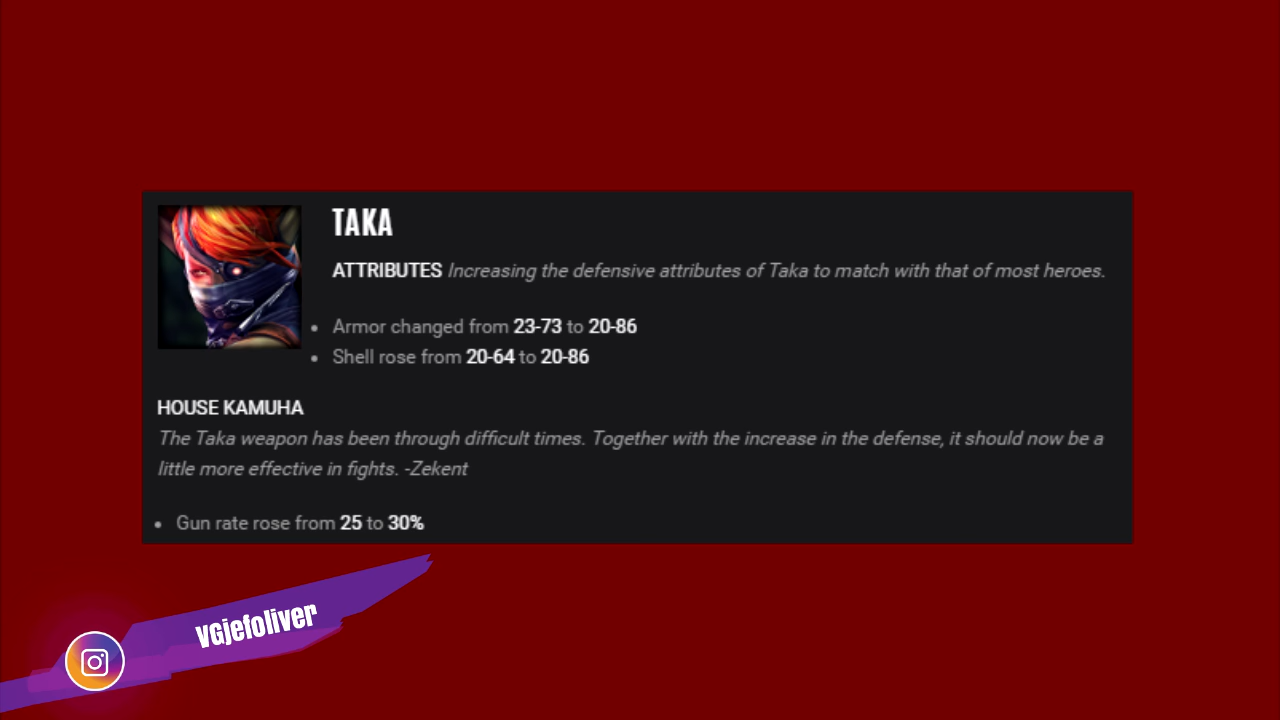 TAKA
ATTRIBUTES Increasing the defensive attributes of Taka to match with that of most heroes.
• Armor changed from 23-73 to 20-86
• Shell rose from 20-64 to 20-86
HOUSE KAMUHA
The Taka weapon has been through difficult times. Together with the increase in the defense, it should now be a
little more effective in fights. -Zekent
• Gun rate rose from 25 to 30%
VGjefoliver